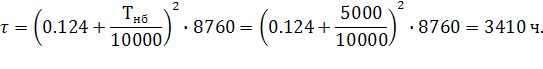 τ = (0.124 + Tнб/10000)² · 8760 = (0.124 + 5000/10000)² · 8760 = 3410 ч.